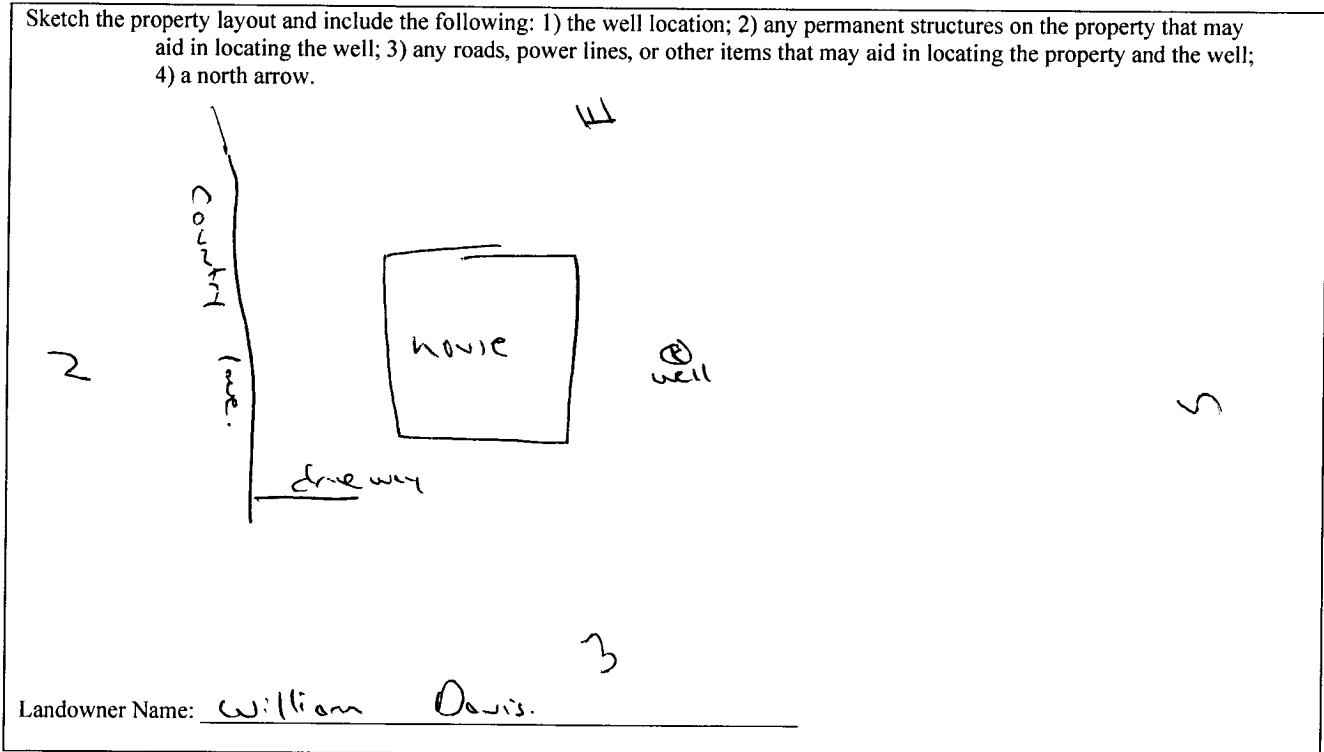 Sketch the property layout and include the following: 1) the well location; 2) any permanent structures on the property that may
aid in locating the well; 3) any roads, power lines, or other items that may aid in locating the property and the well;
4) a north arrow.
E
Country lane.
house
N
well
S
driveway
W
Landowner Name: William Davis.